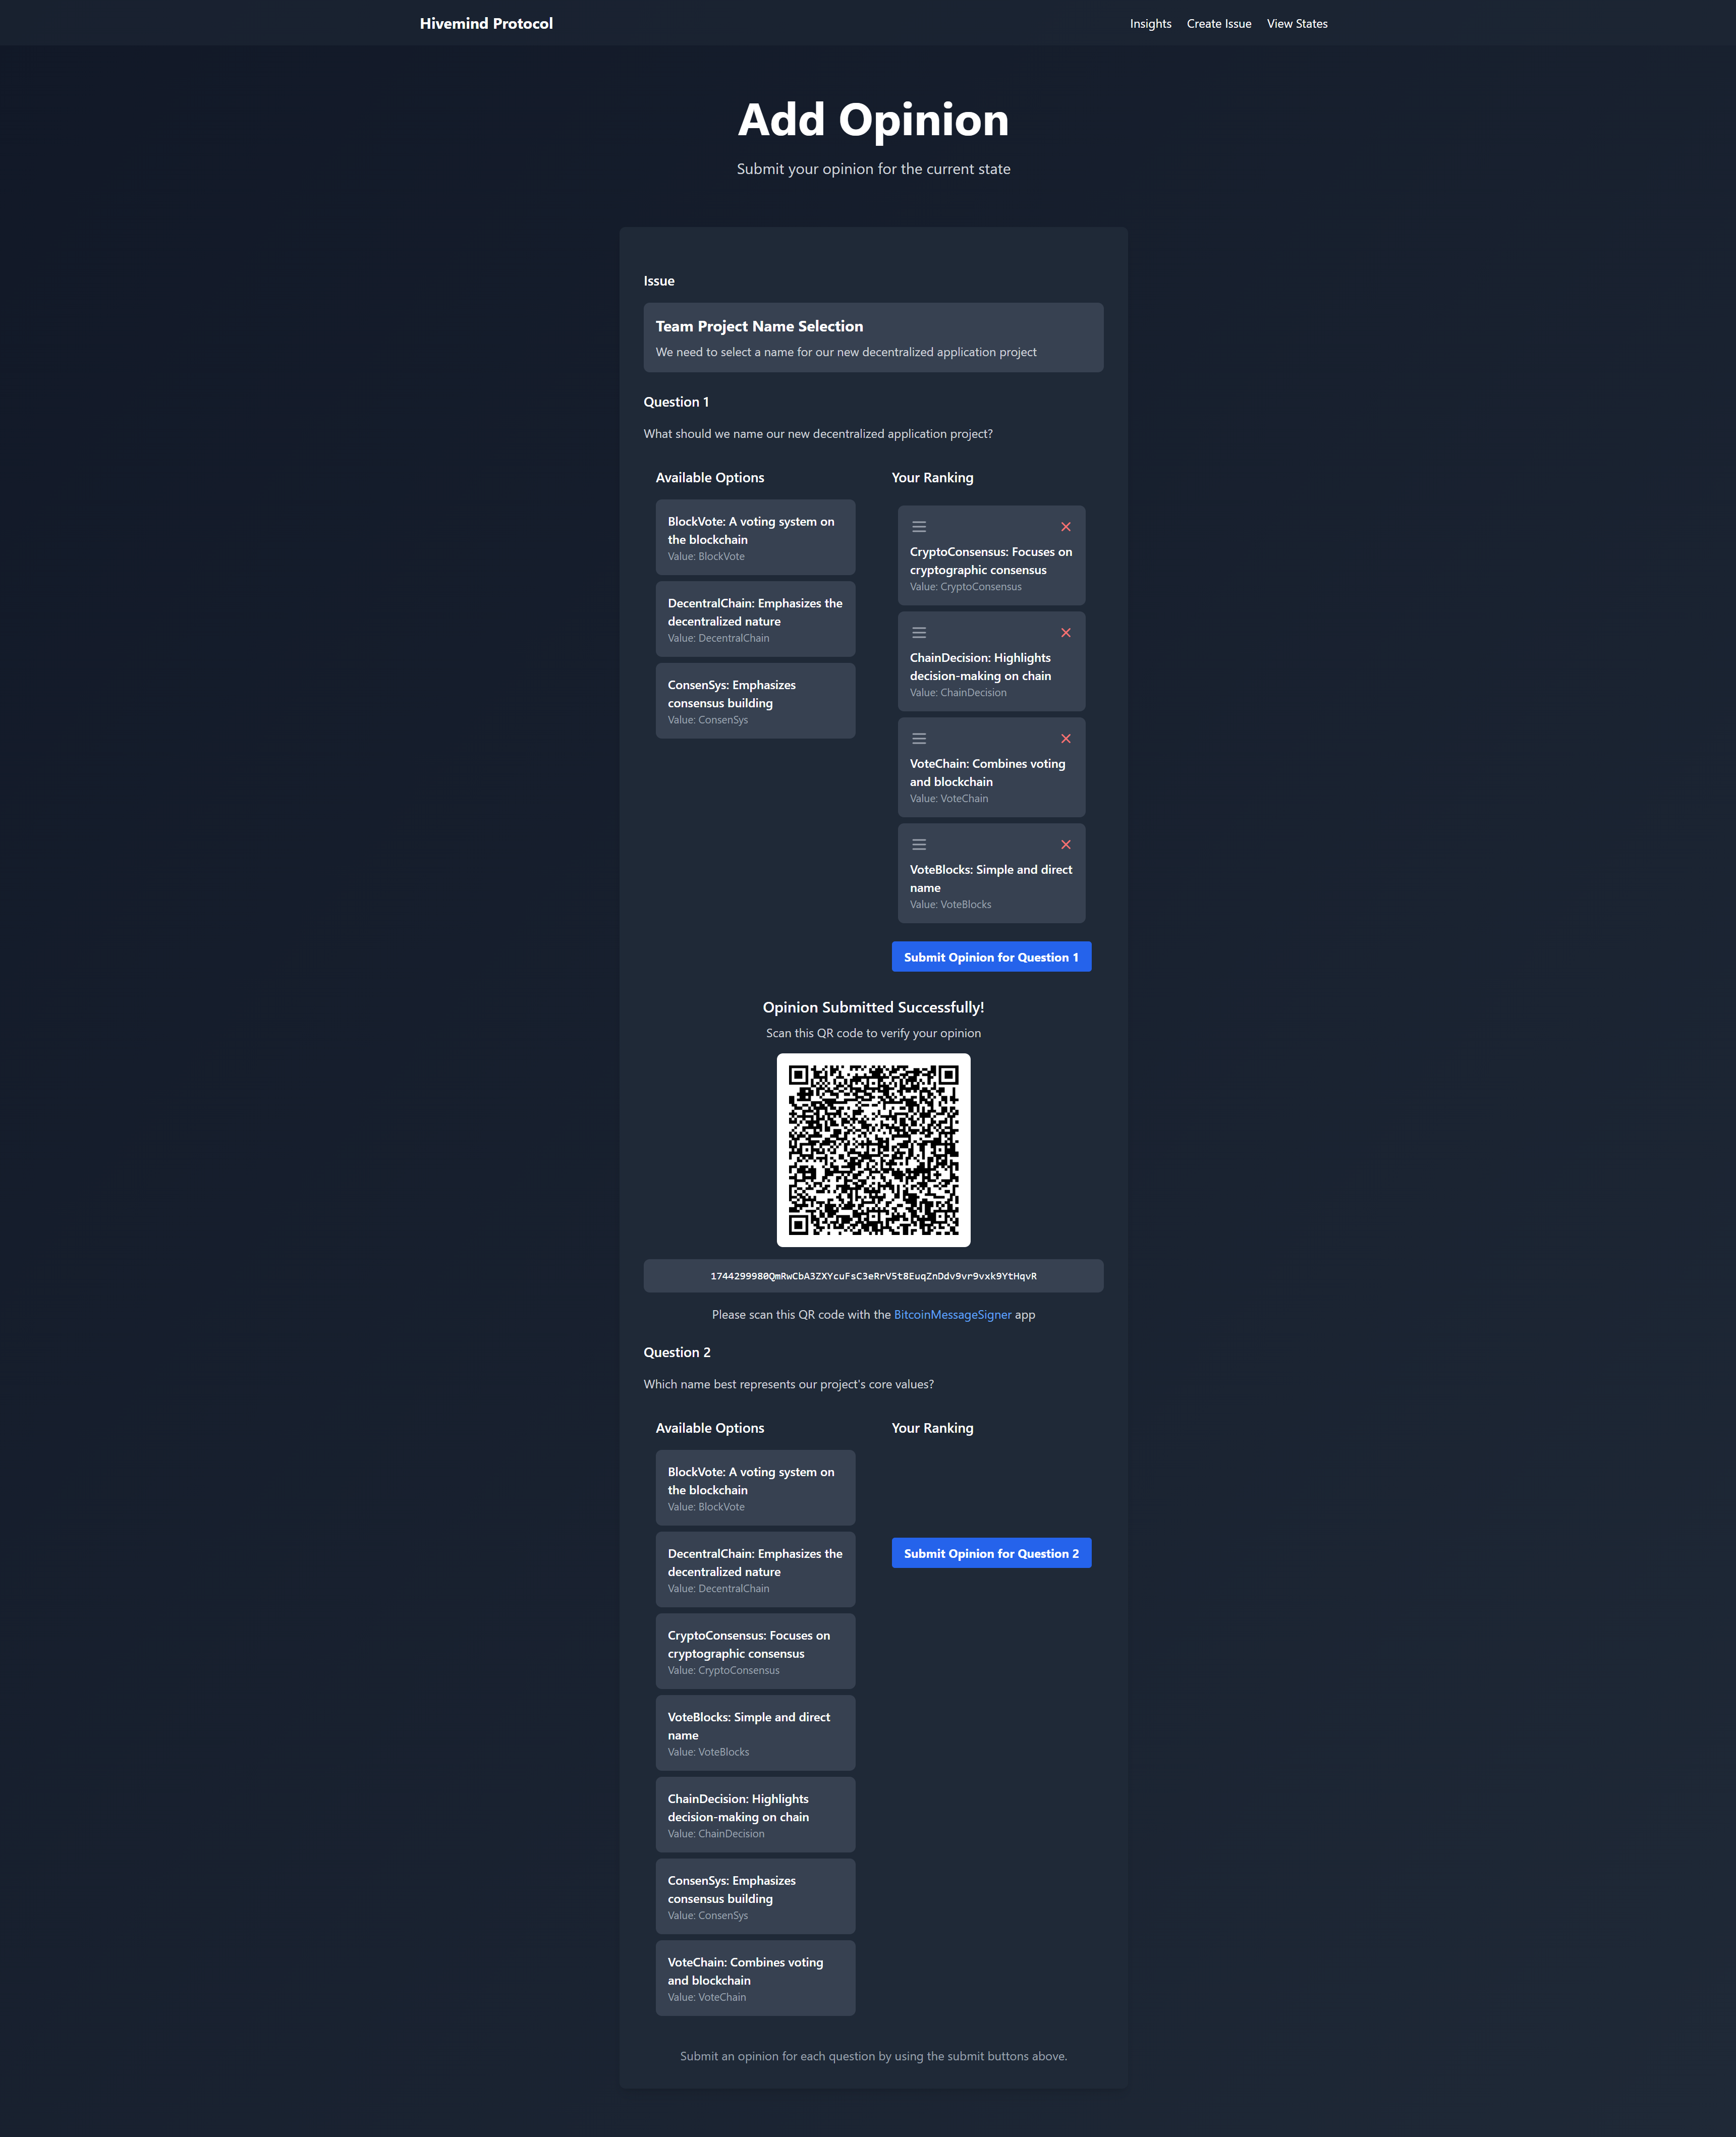 Hivemind Protocol
Insights
Create Issue
View States
Add Opinion
Submit your opinion for the current state
Issue
Team Project Name Selection
We need to select a name for our new decentralized application project
Question 1
What should we name our new decentralized application project?
Available Options
BlockVote: A voting system on
the blockchain
Value: BlockVote
DecentralChain: Emphasizes the
decentralized nature
Value: DecentralChain
ConsenSys: Emphasizes
consensus building
Value: ConsenSys
Your Ranking
CryptoConsensus: Focuses on
cryptographic consensus
Value: CryptoConsensus
ChainDecision: Highlights
decision-making on chain
Value: ChainDecision
VoteChain: Combines voting
and blockchain
Value: VoteChain
VoteBlocks: Simple and direct
name
Value: VoteBlocks
Submit Opinion for Question 1
Opinion Submitted Successfully!
Scan this QR code to verify your opinion
1744299980QmRwCbA3ZXYcuFsC3eRrV5t8EuqZnDdv9vr9vxk9YtHqvR
Please scan this QR code with the BitcoinMessageSigner app
Question 2
Which name best represents our project's core values?
Available Options
BlockVote: A voting system on
the blockchain
Value: BlockVote
DecentralChain: Emphasizes the
decentralized nature
Value: DecentralChain
CryptoConsensus: Focuses on
cryptographic consensus
Value: CryptoConsensus
VoteBlocks: Simple and direct
name
Value: VoteBlocks
ChainDecision: Highlights
decision-making on chain
Value: ChainDecision
ConsenSys: Emphasizes
consensus building
Value: ConsenSys
VoteChain: Combines voting
and blockchain
Value: VoteChain
Your Ranking
Submit Opinion for Question 2
Submit an opinion for each question by using the submit buttons above.